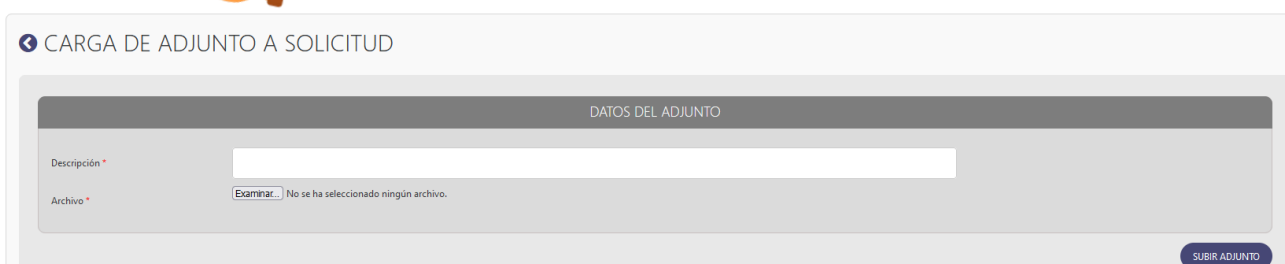 CARGA DE ADJUNTO A SOLICITUD
DATOS DEL ADJUNTO
Descripción *
Archivo *
Examinar... No se ha seleccionado ningún archivo.
SUBIR ADJUNTO